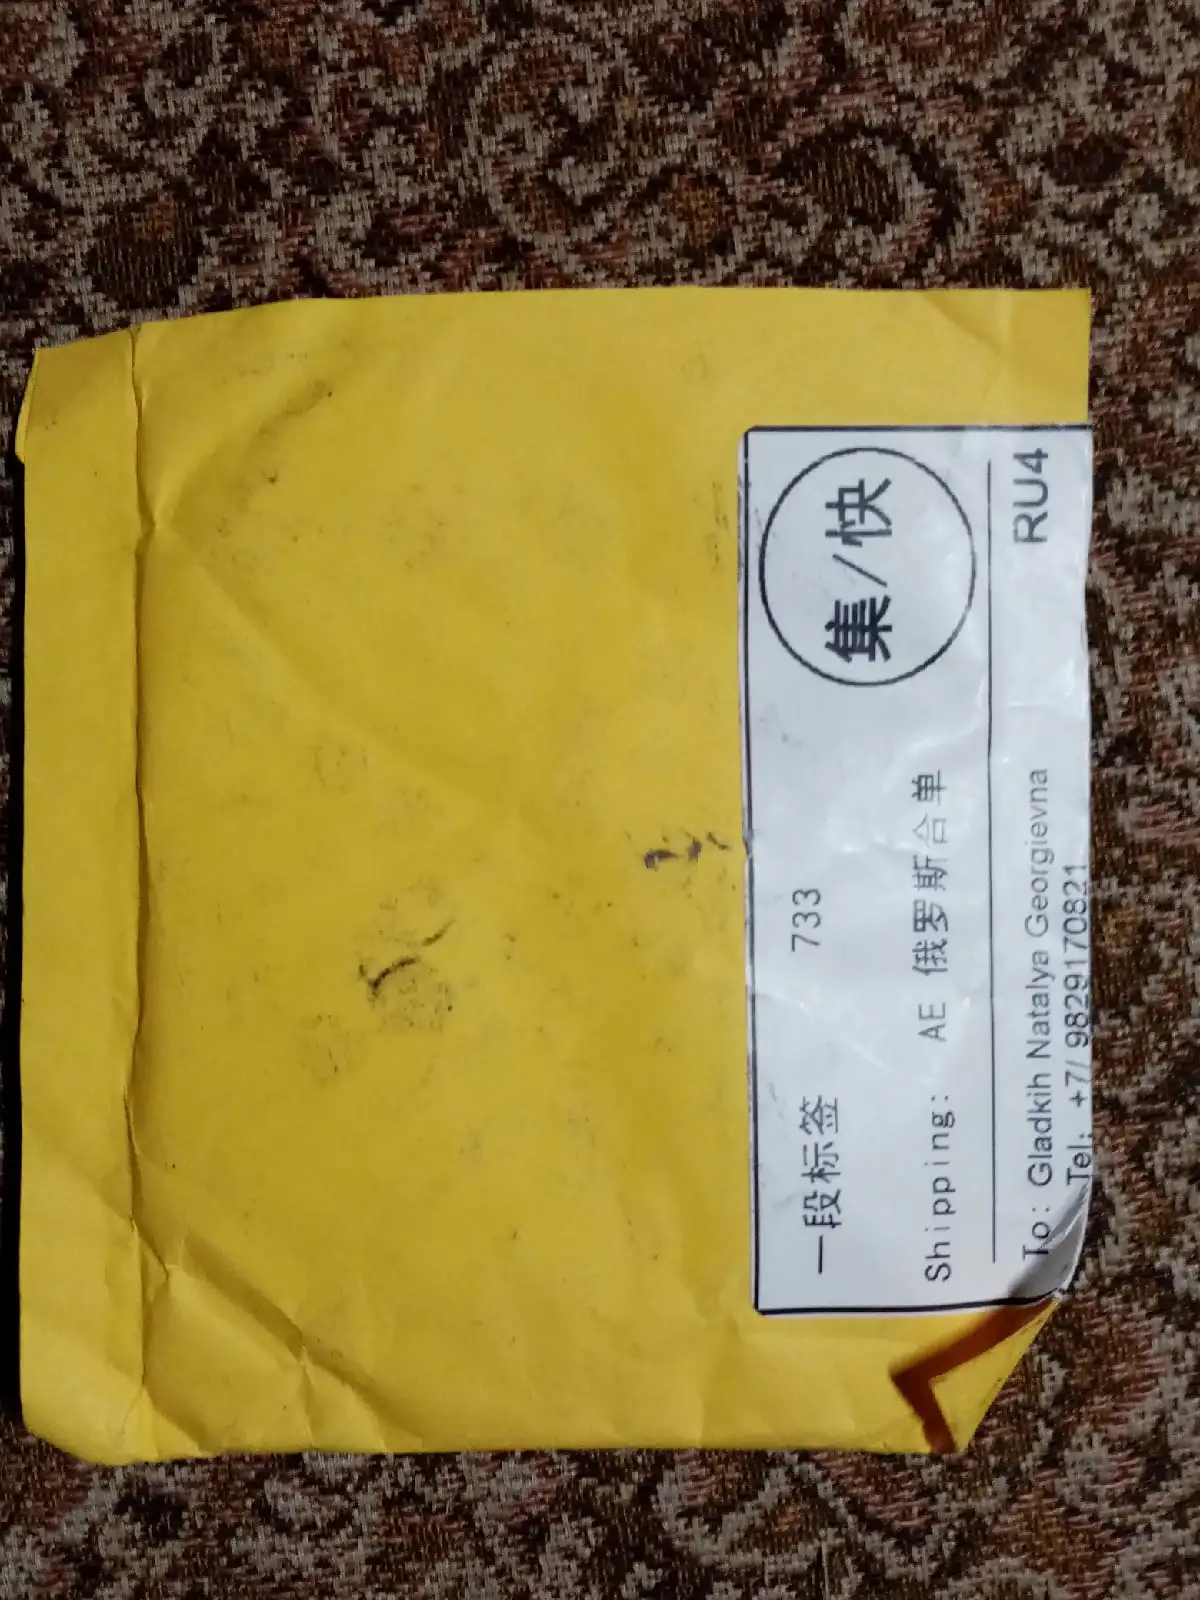 一段标签 733
集/快
Shipping: AE 俄罗斯合单
RU4
To: Gladkih Natalya Georgievna
Tel: +7/ 9829170821